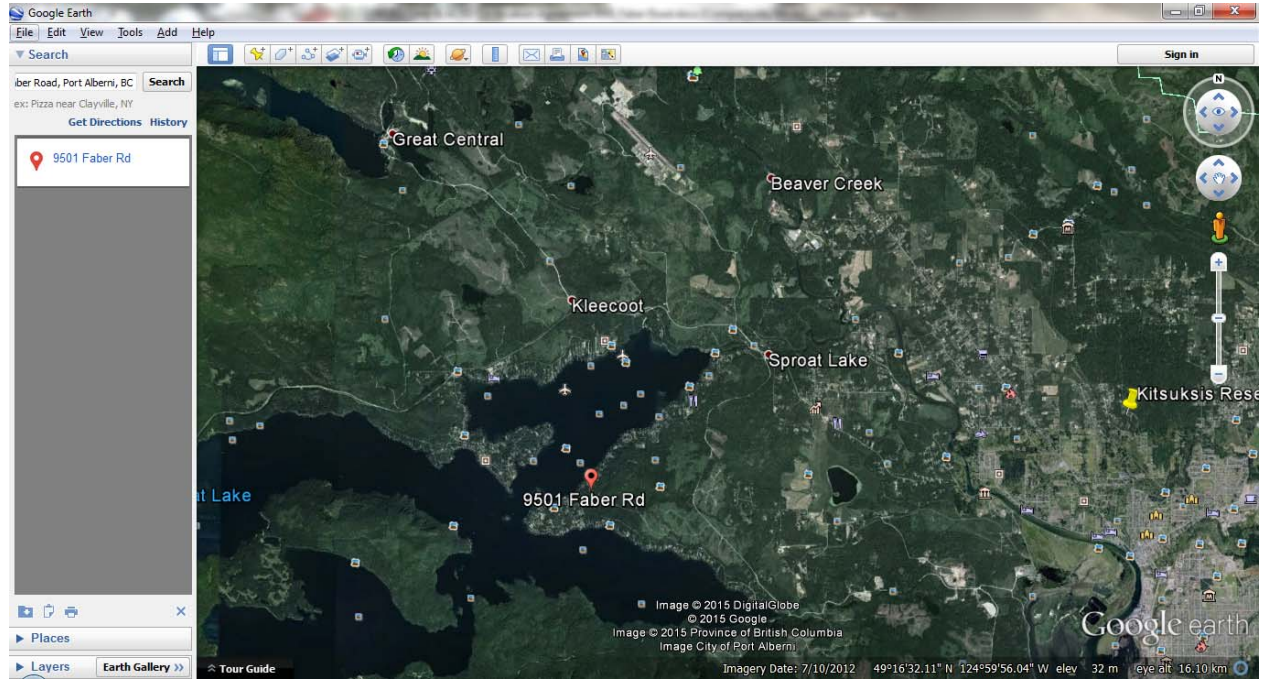 Google Earth
File Edit View Tools Add Help
Search
Sign in
ber Road, Port Alberni, BC Search
ex: Pizza near Clayville, NY
Get Directions History
9501 Faber Rd
N
Great Central
Beaver Creek
Kleecoot
Sproat Lake
Kitsuksis Rese
at Lake
9501 Faber Rd
Image © 2015 DigitalGlobe
© 2015 Google
Image © 2015 Province of British Columbia
Image City of Port Alberni
Google earth
Places
Layers Earth Gallery >>
Tour Guide
Imagery Date: 7/10/2012 49°16'32.11" N 124°59'56.04" W elev 32 m eye alt 16.10 km